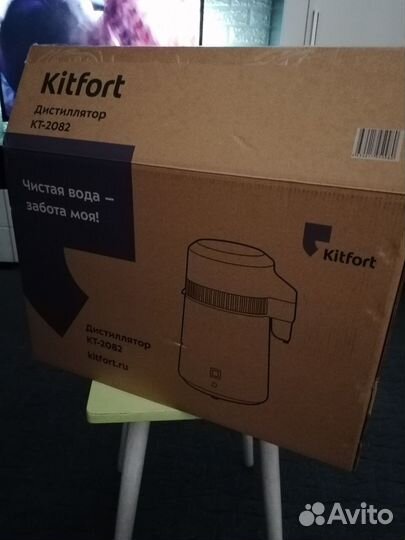 Kitfort
Дистиллятор
КТ-2082
Чистая вода –
забота моя!
Kitfort
Дистиллятор
КТ-2082
kitfort.ru
Avito